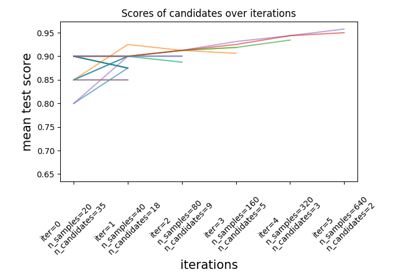 Scores of candidates over iterations
mean test score
0.95
0.90
0.85
0.80
0.75
0.70
0.65
iter=0
n_samples=20
n_candidates=35
iter=1
n_samples=40
n_candidates=18
iter=2
n_samples=80
n_candidates=9
iter=3
n_samples=160
n_candidates=5
iter=4
n_samples=320
n_candidates=3
iter=5
n_samples=640
n_candidates=2
iterations